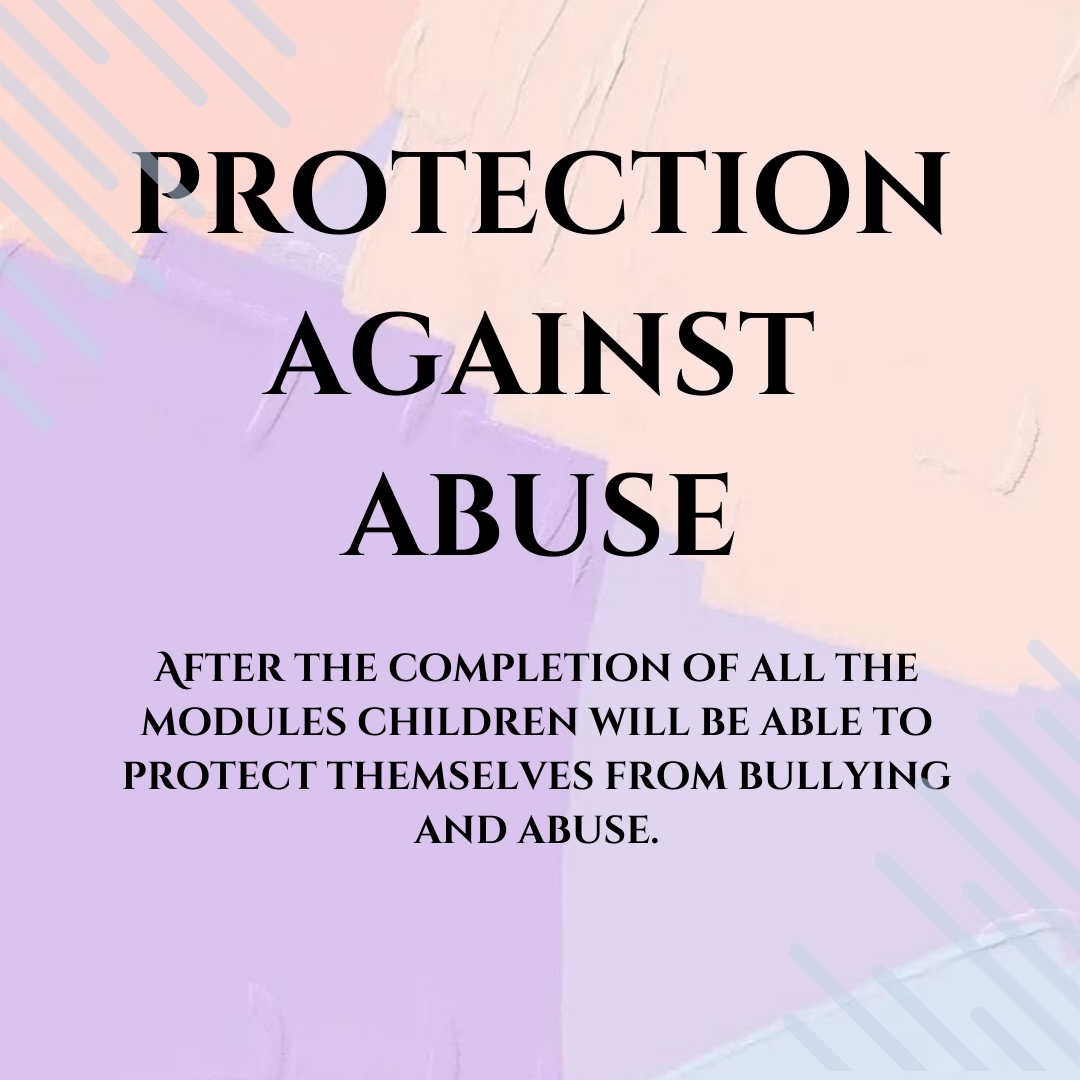 PROTECTION
AGAINST
ABUSE
AFTER THE COMPLETION OF ALL THE
MODULES CHILDREN WILL BE ABLE TO
PROTECT THEMSELVES FROM BULLYING
AND ABUSE.